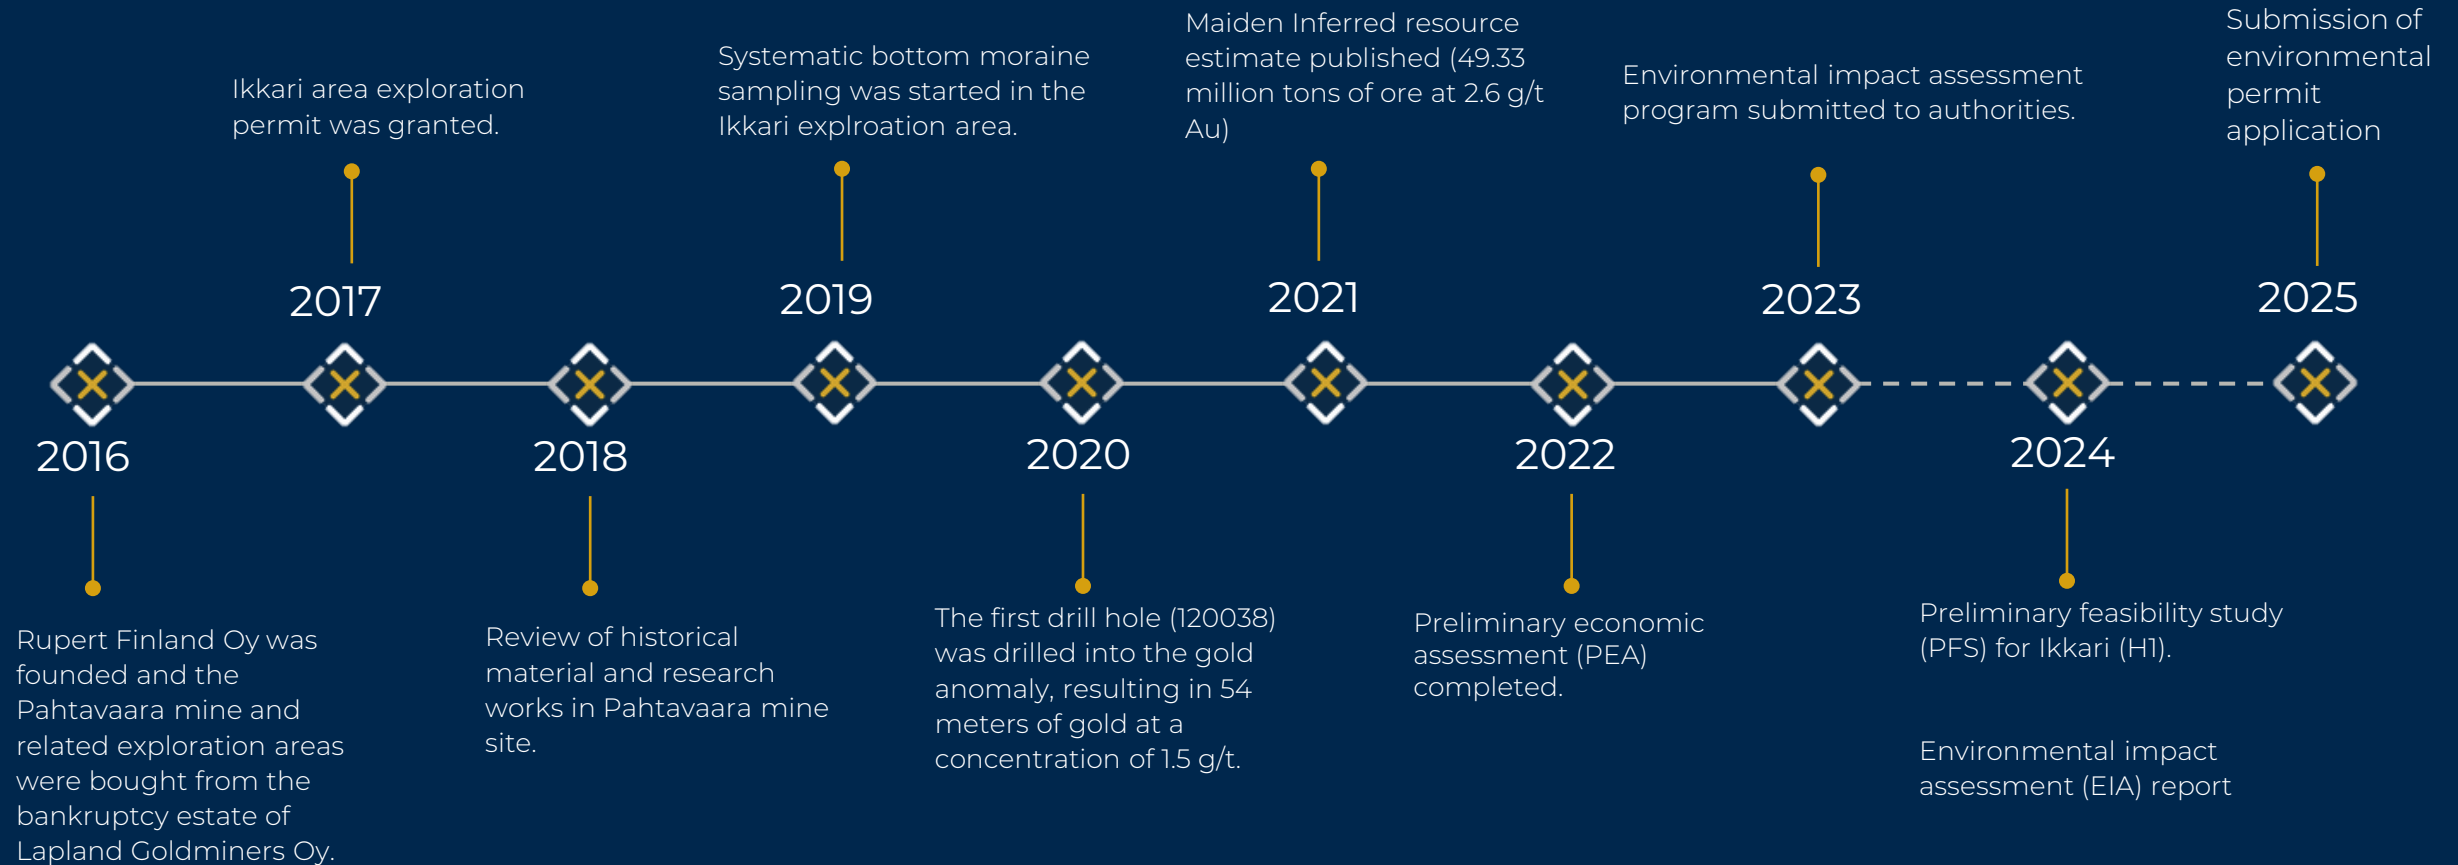 2016
Rupert Finland Oy was
founded and the
Pahtavaara mine and
related exploration areas
were bought from the
bankruptcy estate of
Lapland Goldminers Oy.
Ikkari area exploration
permit was granted.
2017
2018
Review of historical
material and research
works in Pahtavaara mine
site.
Systematic bottom moraine
sampling was started in the
Ikkari explroation area.
2019
2020
The first drill hole (120038)
was drilled into the gold
anomaly, resulting in 54
meters of gold at a
concentration of 1.5 g/t.
Maiden Inferred resource
estimate published (49.33
million tons of ore at 2.6 g/t
Au)
2021
2022
Preliminary economic
assessment (PEA)
completed.
Environmental impact assessment
program submitted to authorities.
2023
2024
Preliminary feasibility study
(PFS) for Ikkari (H1).
Environmental impact
assessment (EIA) report
Submission of
environmental
permit
application
2025